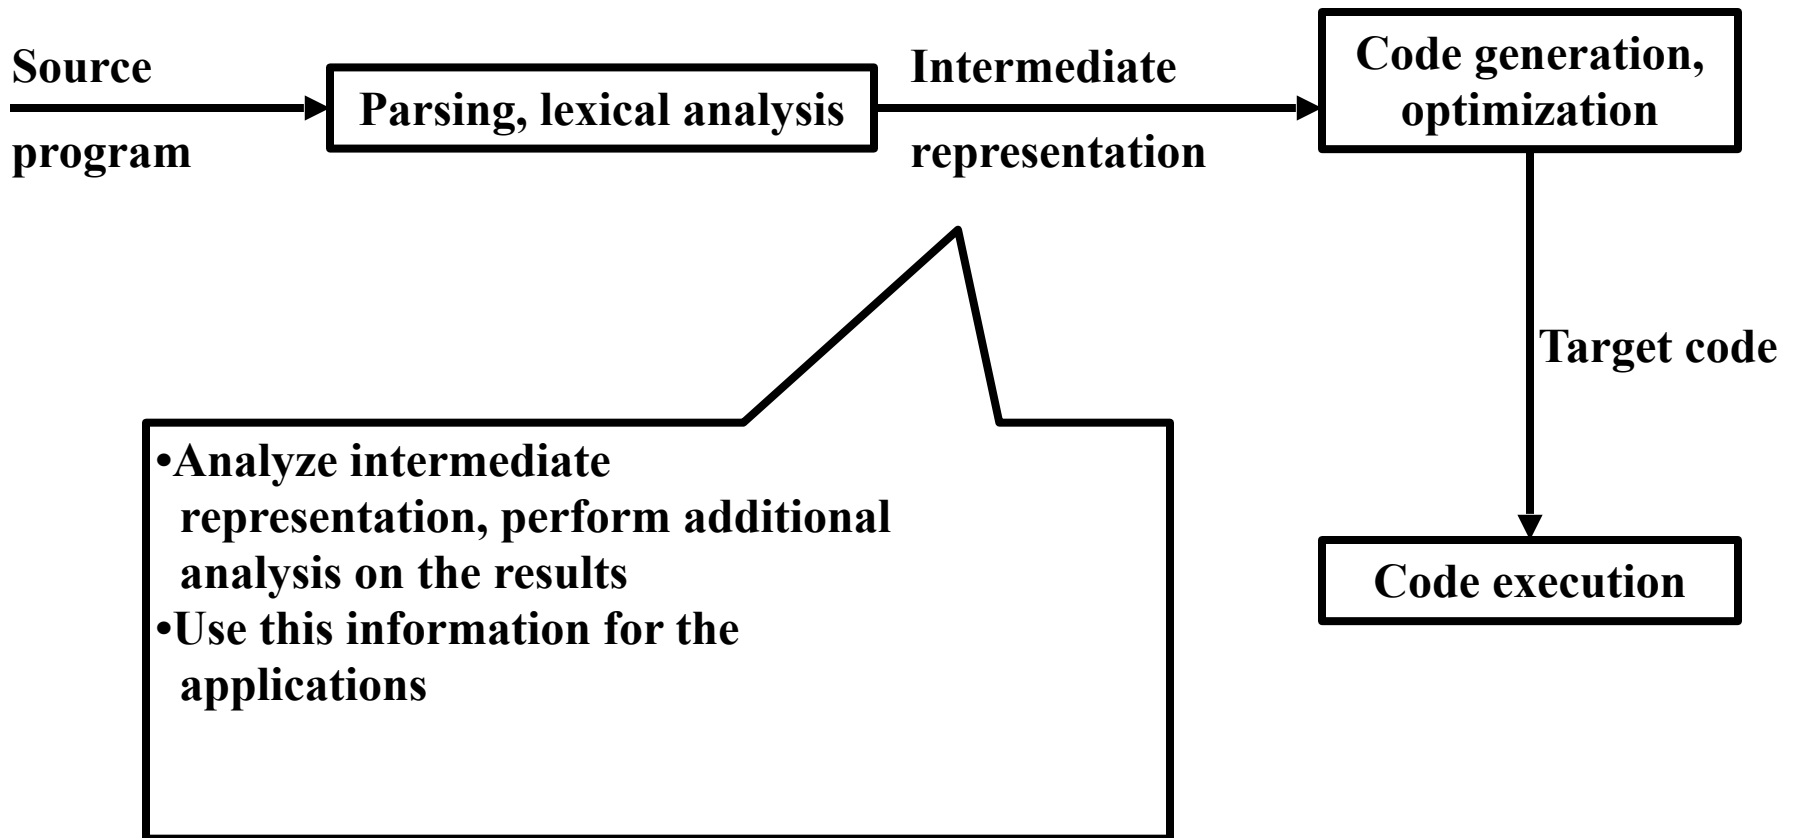 Source
program
Parsing, lexical analysis
Intermediate
representation
Code generation,
optimization
Target code
•Analyze intermediate
representation, perform additional
analysis on the results
•Use this information for the
applications
Code execution